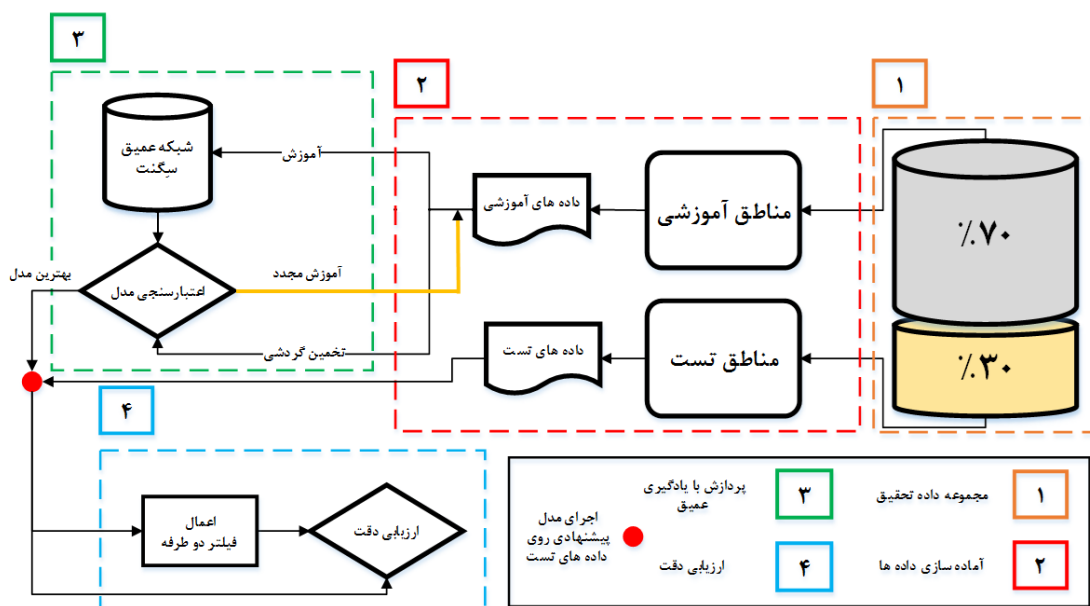 ۱
٪۷۰
٪۳۰
۲
مناطق آموزشی
داده های آموزشی
مناطق تست
داده های تست
۳
شبکه عمیق
سِگنت
آموزش
اعتبارسنجی مدل
آموزش مجدد
تخمین گردشی
بهترین مدل
۴
اعمال
فیلتر دو طرفه
ارزیابی دقت
۱
مجموعه داده تحقیق
۲
آماده سازی داده ها
۳
پردازش با یادگیری
عمیق
۴
ارزیابی دقت
اجرای مدل
پیشنهادی روی
داده های تست